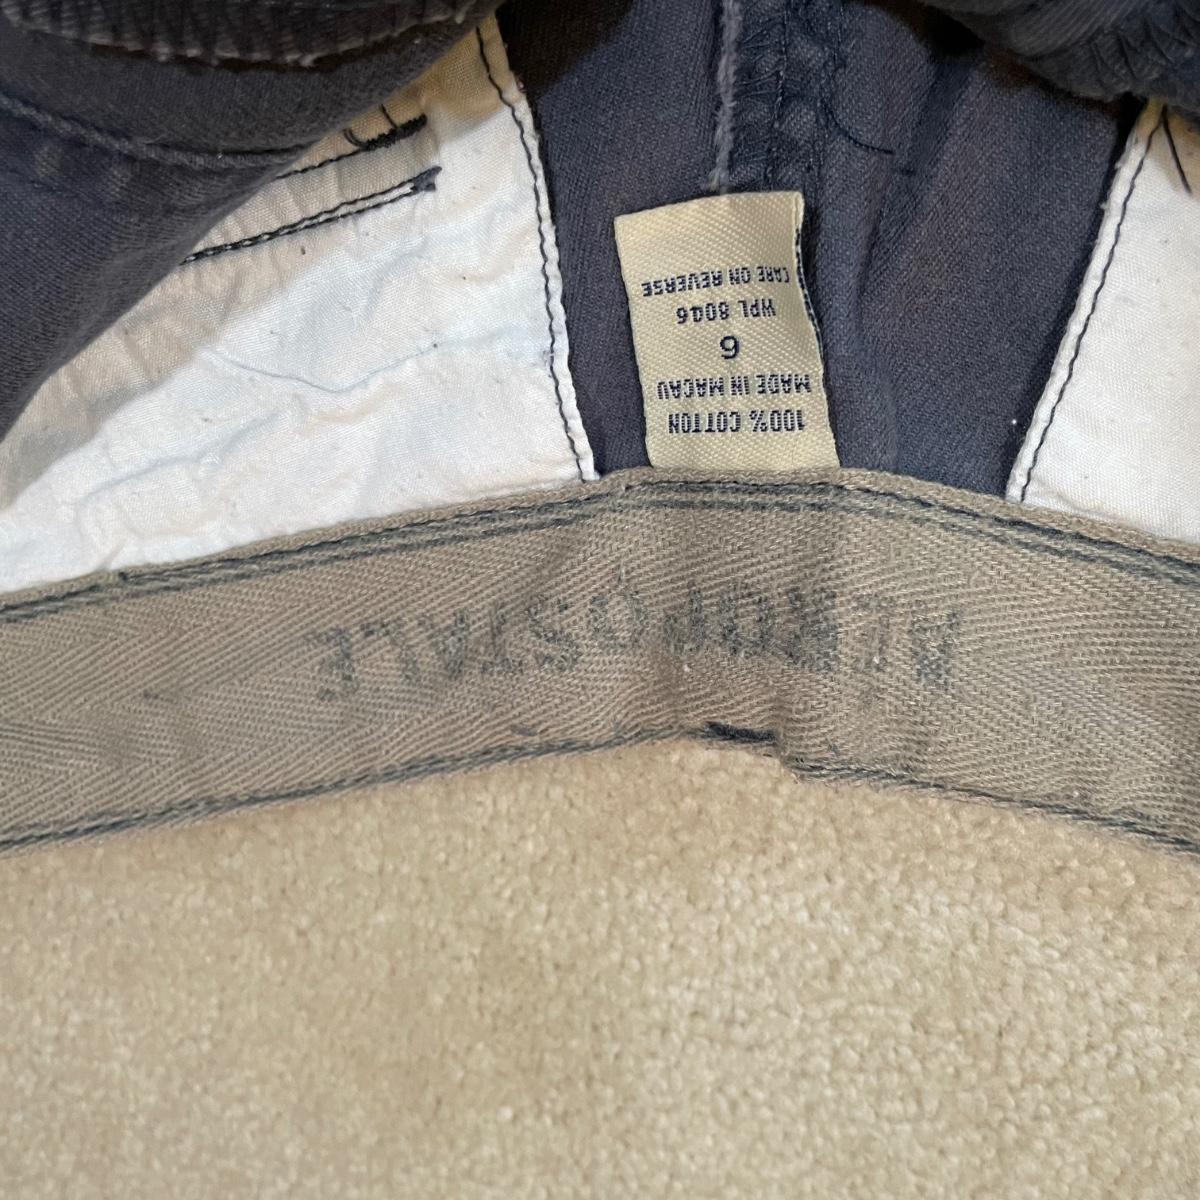 AEROPOSTALE
100% COTTON
MADE IN MACAU
6
WPL 8046
CARE ON REVERSE